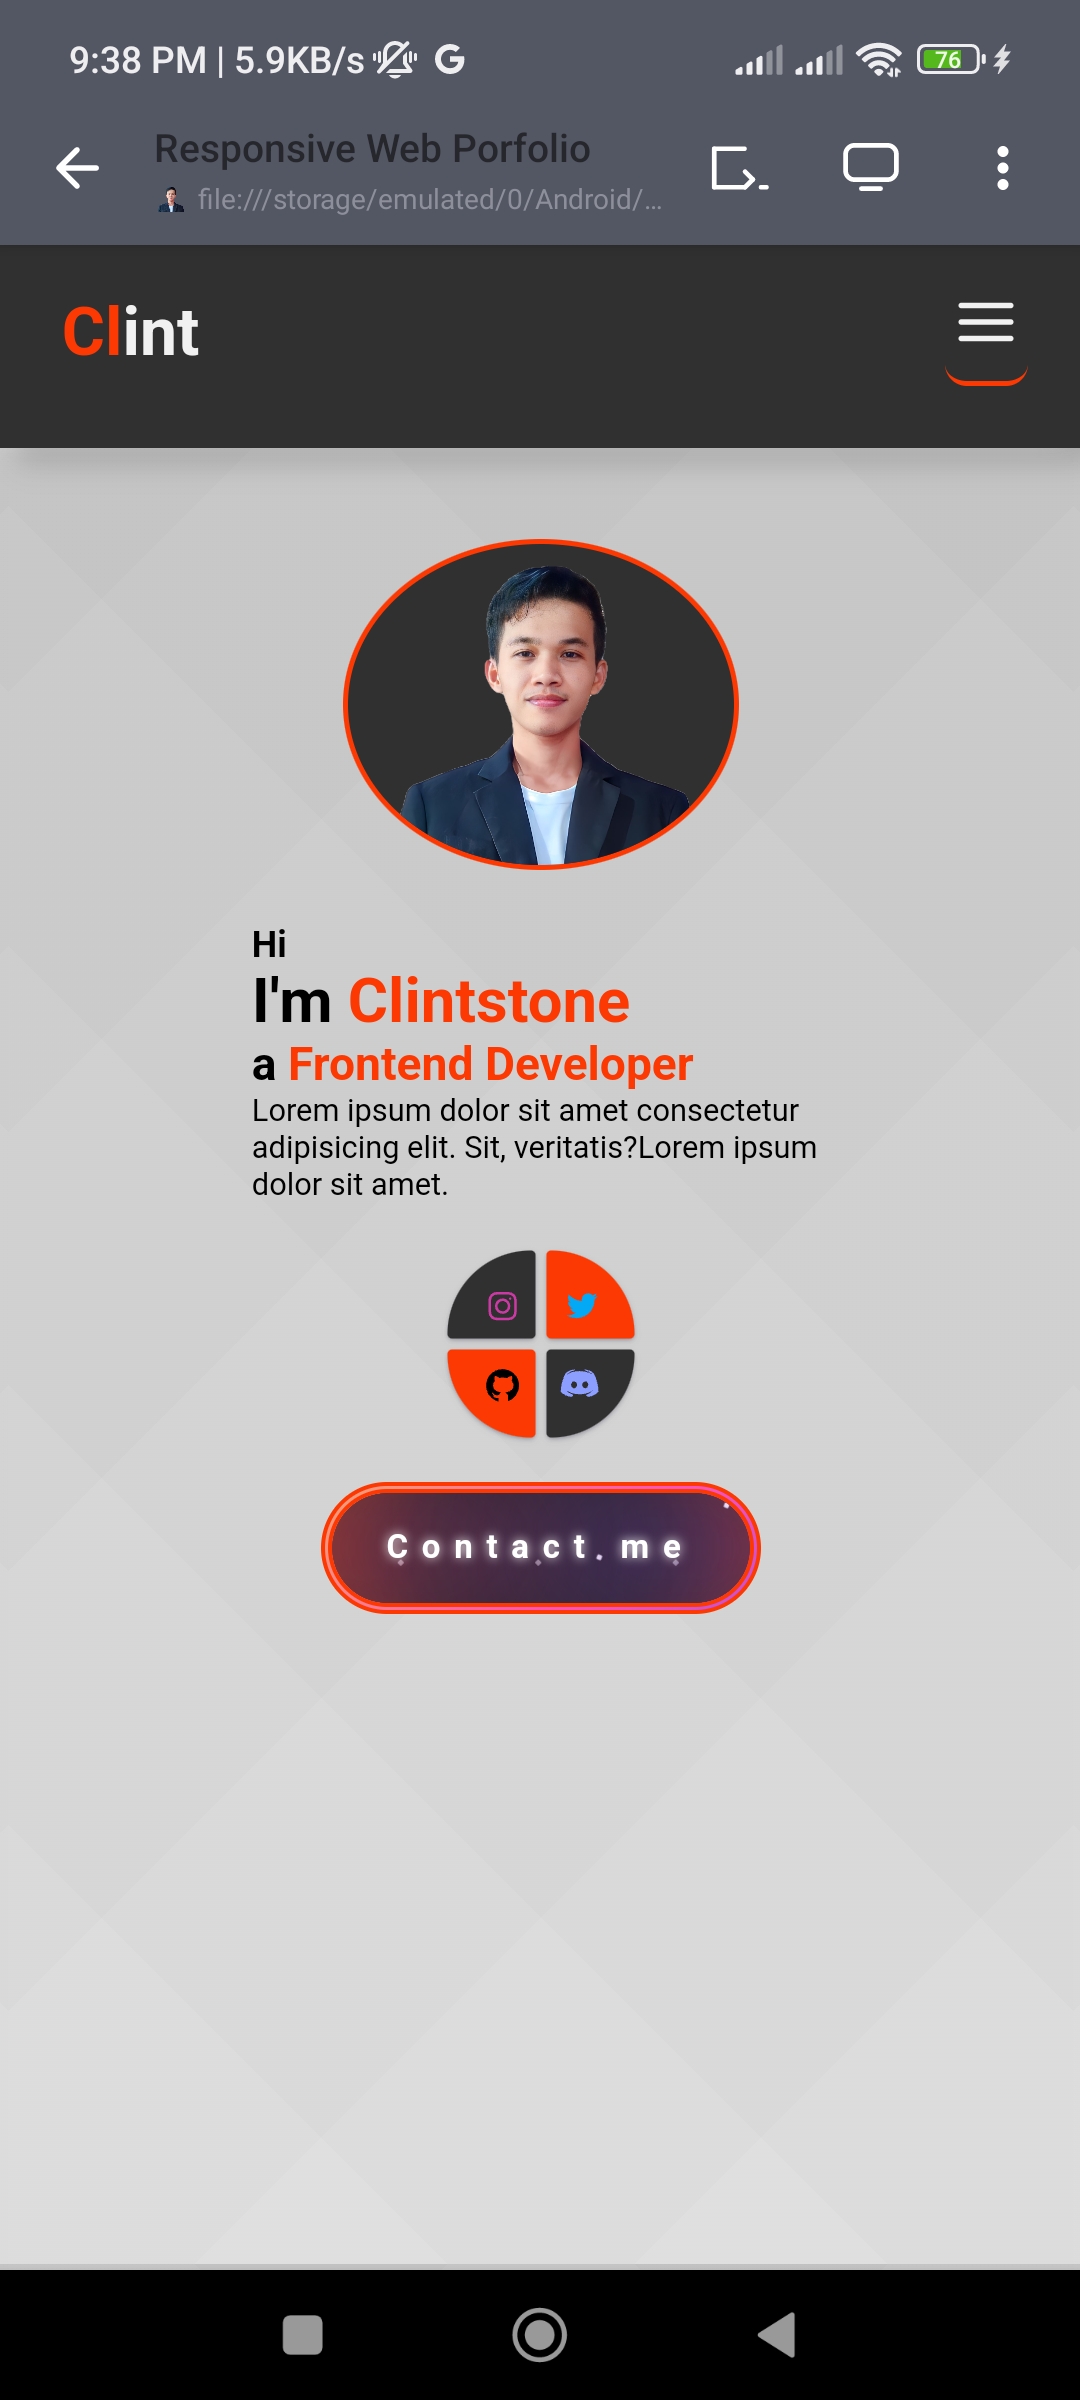 9:38 PM | 5.9KB/s G 76
Responsive Web Porfolio
file:///storage/emulated/0/Android/...
Clint
Hi
I'm Clintstone
a Frontend Developer
Lorem ipsum dolor sit amet consectetur
adipisicing elit. Sit, veritatis?Lorem ipsum
dolor sit amet.
Contact me